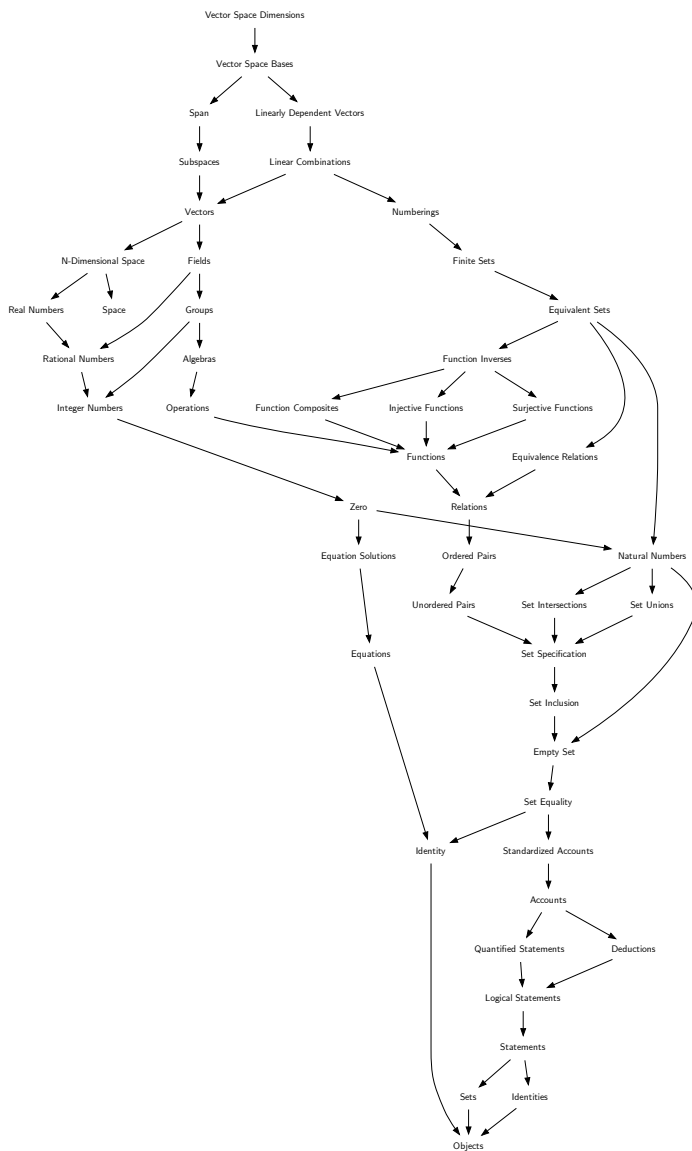 Vector Space Dimensions
Vector Space Bases
Span
Linearly Dependent Vectors
Subspaces
Linear Combinations
Vectors
Numberings
N-Dimensional Space
Fields
Finite Sets
Real Numbers
Space
Groups
Equivalent Sets
Rational Numbers
Algebras
Function Inverses
Integer Numbers
Operations
Function Composites
Injective Functions
Surjective Functions
Functions
Equivalence Relations
Zero
Relations
Equation Solutions
Ordered Pairs
Natural Numbers
Unordered Pairs
Set Intersections
Set Unions
Equations
Set Specification
Set Inclusion
Empty Set
Set Equality
Identity
Standardized Accounts
Accounts
Quantified Statements
Deductions
Logical Statements
Statements
Sets
Identities
Objects